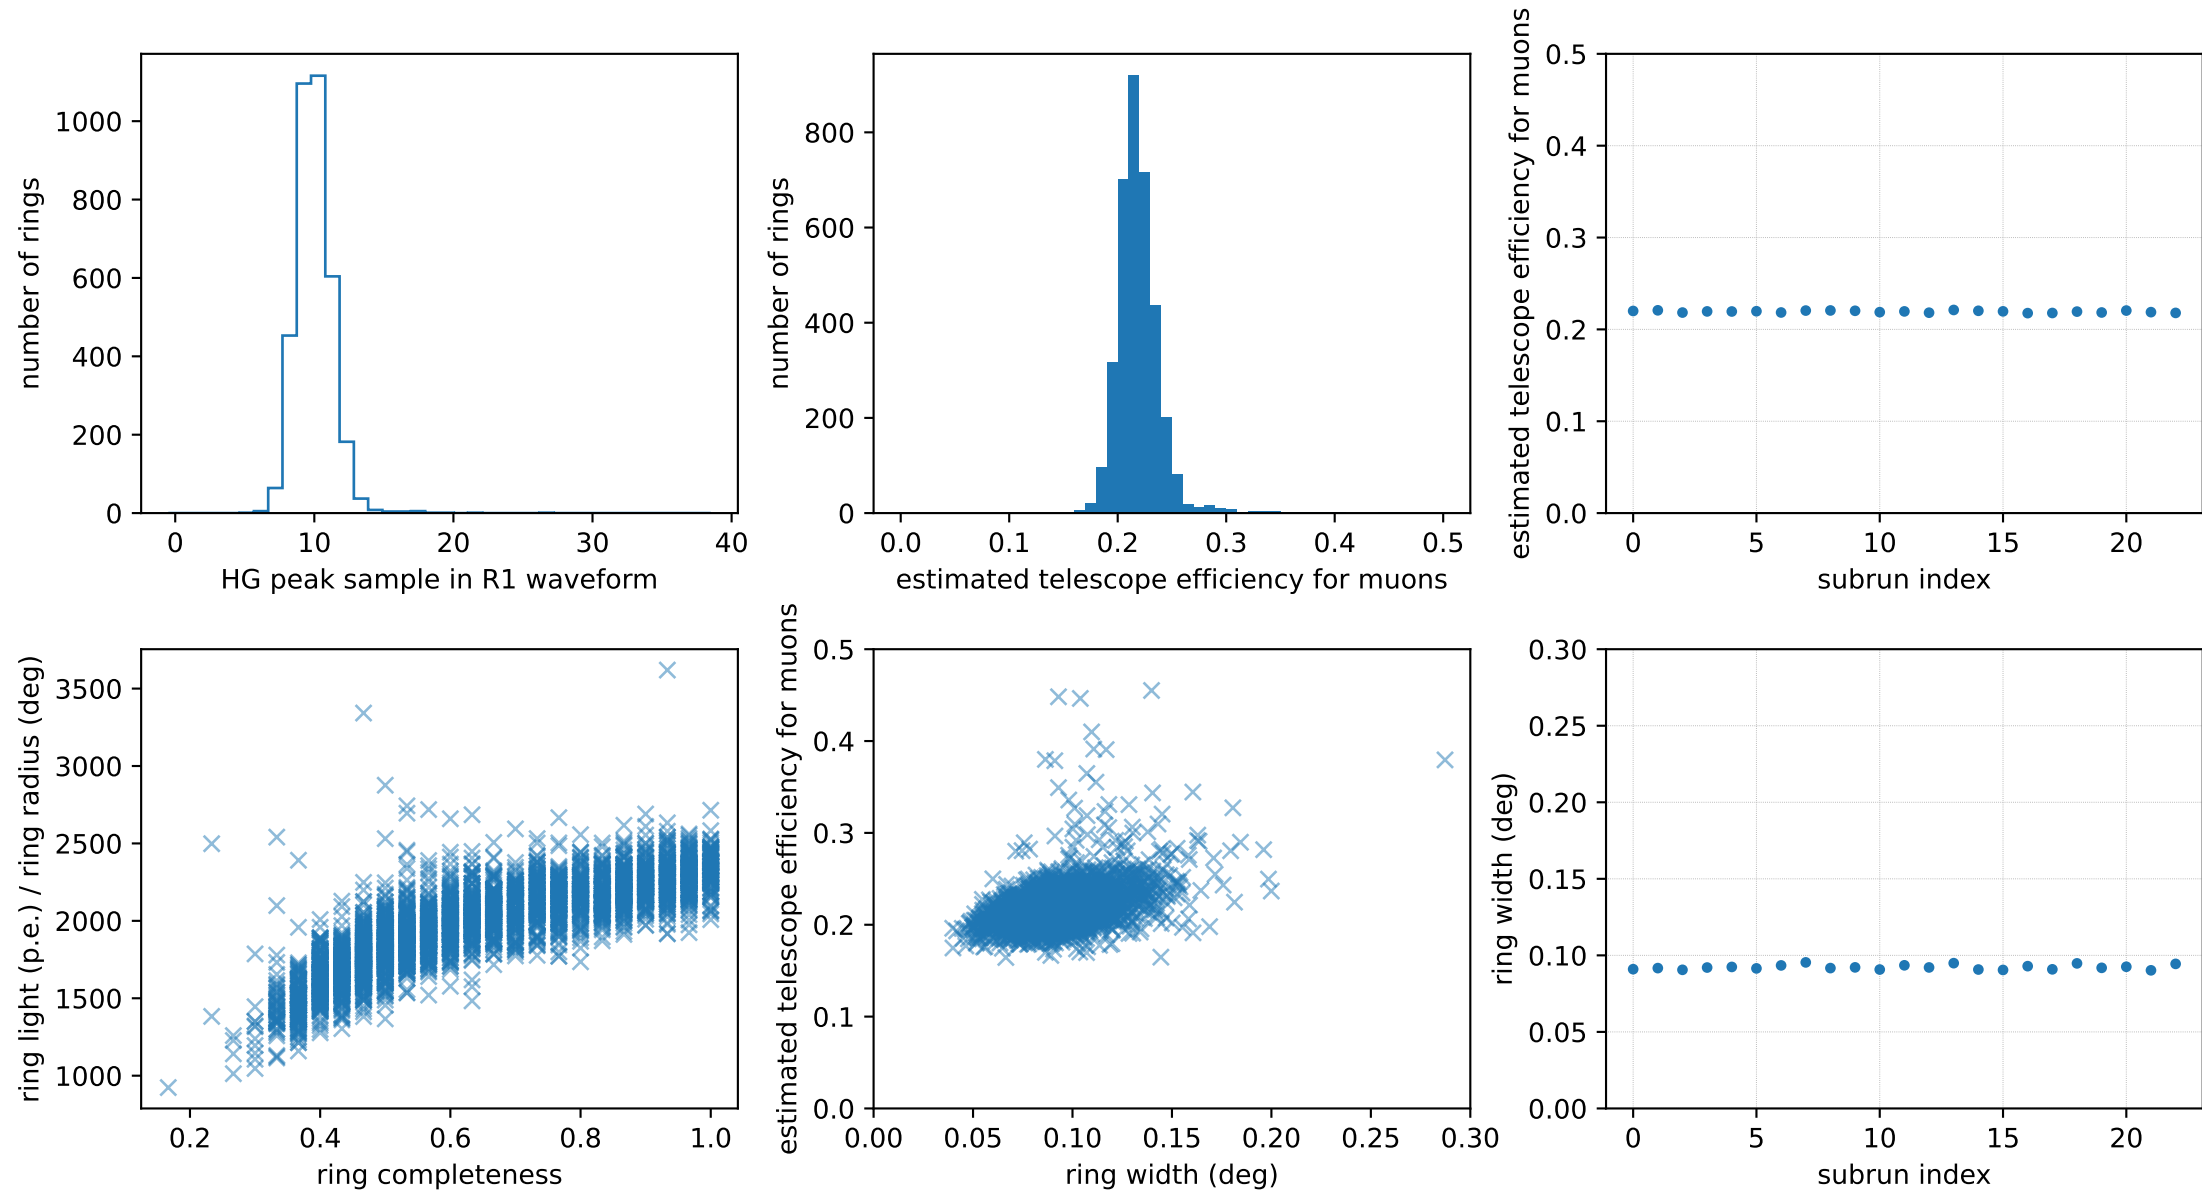 number of rings
1000
800
600
400
200
0
0 10 20 30 40
HG peak sample in R1 waveform
number of rings
800
600
400
200
0
0.0 0.1 0.2 0.3 0.4 0.5
estimated telescope efficiency for muons
estimated telescope efficiency for muons
0.5
0.4
0.3
0.2
0.1
0.0
0 5 10 15 20
subrun index
ring light (p.e.) / ring radius (deg)
3500
3000
2500
2000
1500
1000
0.2 0.4 0.6 0.8 1.0
ring completeness
estimated telescope efficiency for muons
0.5
0.4
0.3
0.2
0.1
0.0
0.00 0.05 0.10 0.15 0.20 0.25 0.30
ring width (deg)
ring width (deg)
0.30
0.25
0.20
0.15
0.10
0.05
0.00
0 5 10 15 20
subrun index